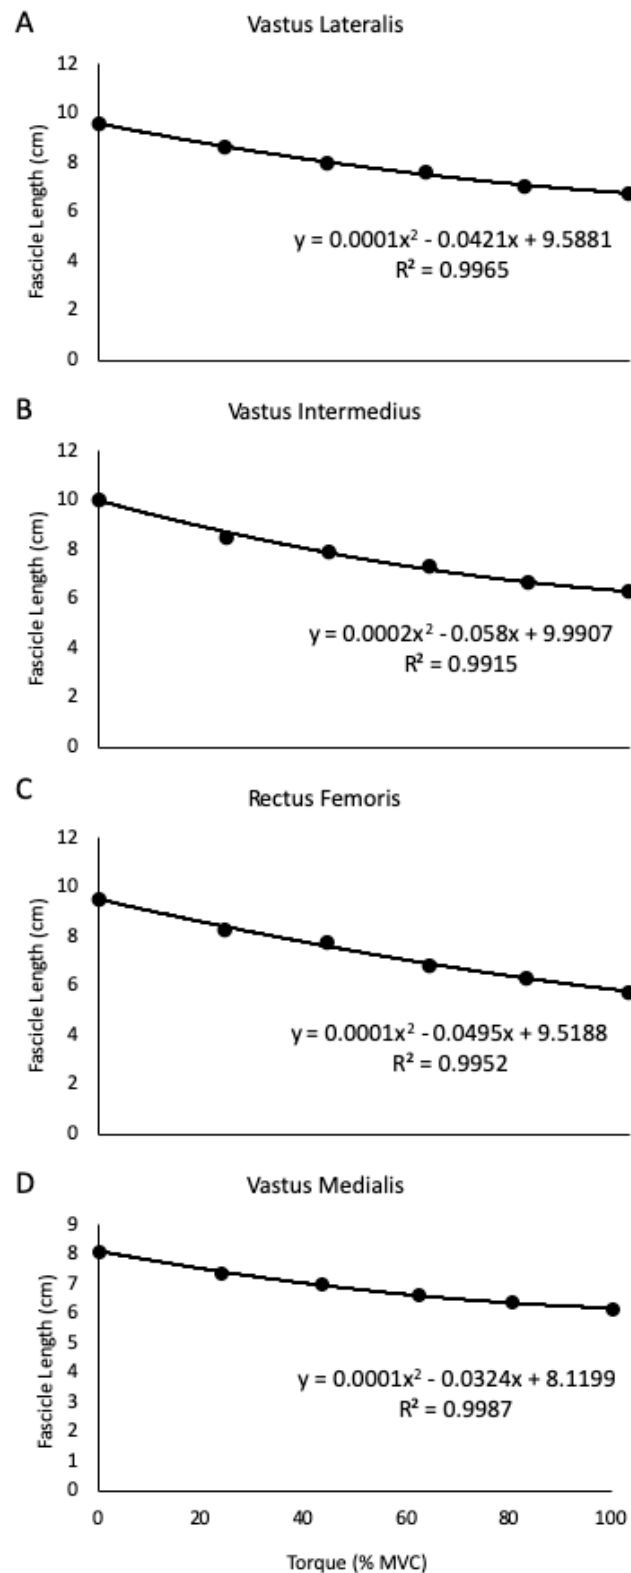 A
Vastus Lateralis
12
10
8
6
4
2
0
Fascicle Length (cm)
y = 0.0001x² - 0.0421x + 9.5881
R² = 0.9965
B
Vastus Intermedius
12
10
8
6
4
2
0
Fascicle Length (cm)
y = 0.0002x² - 0.058x + 9.9907
R² = 0.9915
C
Rectus Femoris
12
10
8
6
4
2
0
Fascicle Length (cm)
y = 0.0001x² - 0.0495x + 9.5188
R² = 0.9952
D
Vastus Medialis
9
8
7
6
5
4
3
2
1
0
Fascicle Length (cm)
y = 0.0001x² - 0.0324x + 8.1199
R² = 0.9987
0 20 40 60 80 100
Torque (% MVC)